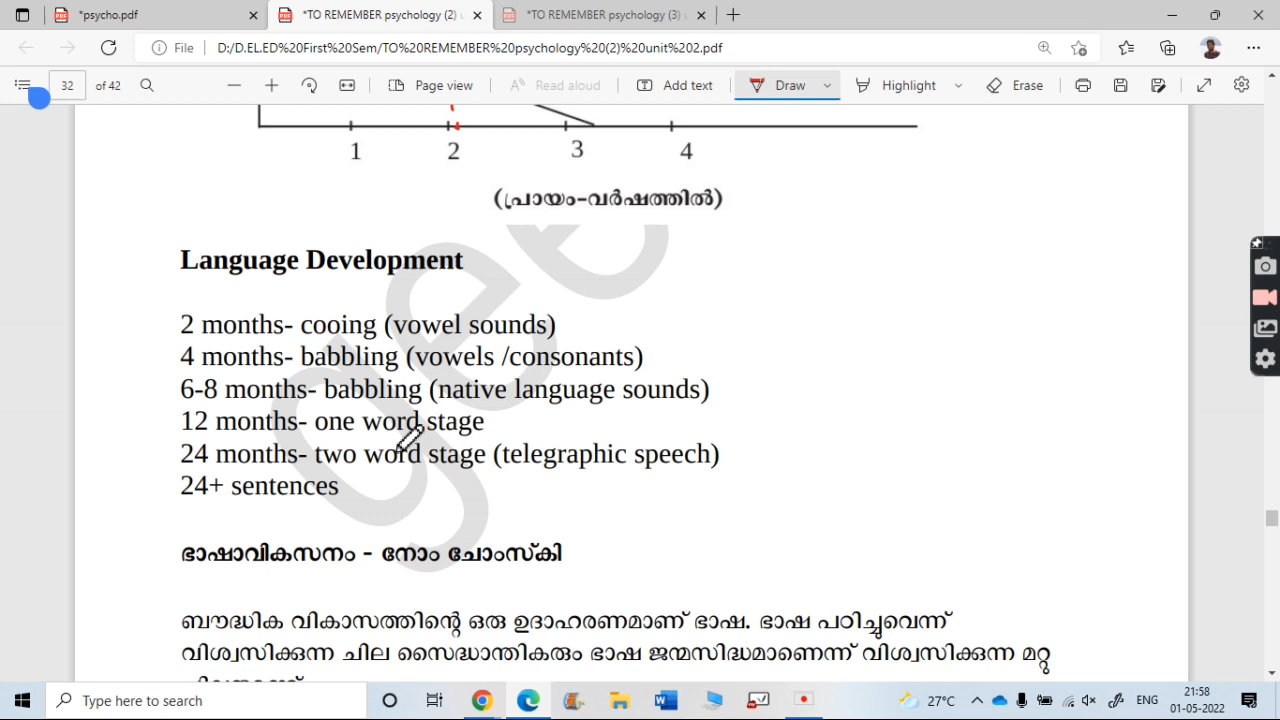 *psycho.pdf
*TO REMEMBER psychology (2) u
*TO REMEMBER psychology (3) u
File
D:/D.EL.ED%20First%20Sem/TO%20REMEMBER%20psychology%20(2)%20unit%202.pdf
32 of 42
Page view
Read aloud
Add text
Draw
Highlight
Erase
1 2 3 4
(പ്രായം-വർഷത്തിൽ)
Language Development
2 months- cooing (vowel sounds)
4 months- babbling (vowels /consonants)
6-8 months- babbling (native language sounds)
12 months- one word stage
24 months- two word stage (telegraphic speech)
24+ sentences
ഭാഷാവികസനം - നോം ചോംസ്കി
ബൗദ്ധിക വികാസത്തിന്റെ ഒരു ഉദാഹരണമാണ് ഭാഷ. ഭാഷ പഠിച്ചുവെന്ന്
വിശ്വസിക്കുന്ന ചില സൈദ്ധാന്തികരും ഭാഷ ജന്മസിദ്ധമാണെന്ന് വിശ്വസിക്കുന്ന മറ്റു
Type here to search
27°C
ENG
21:58
01-05-2022